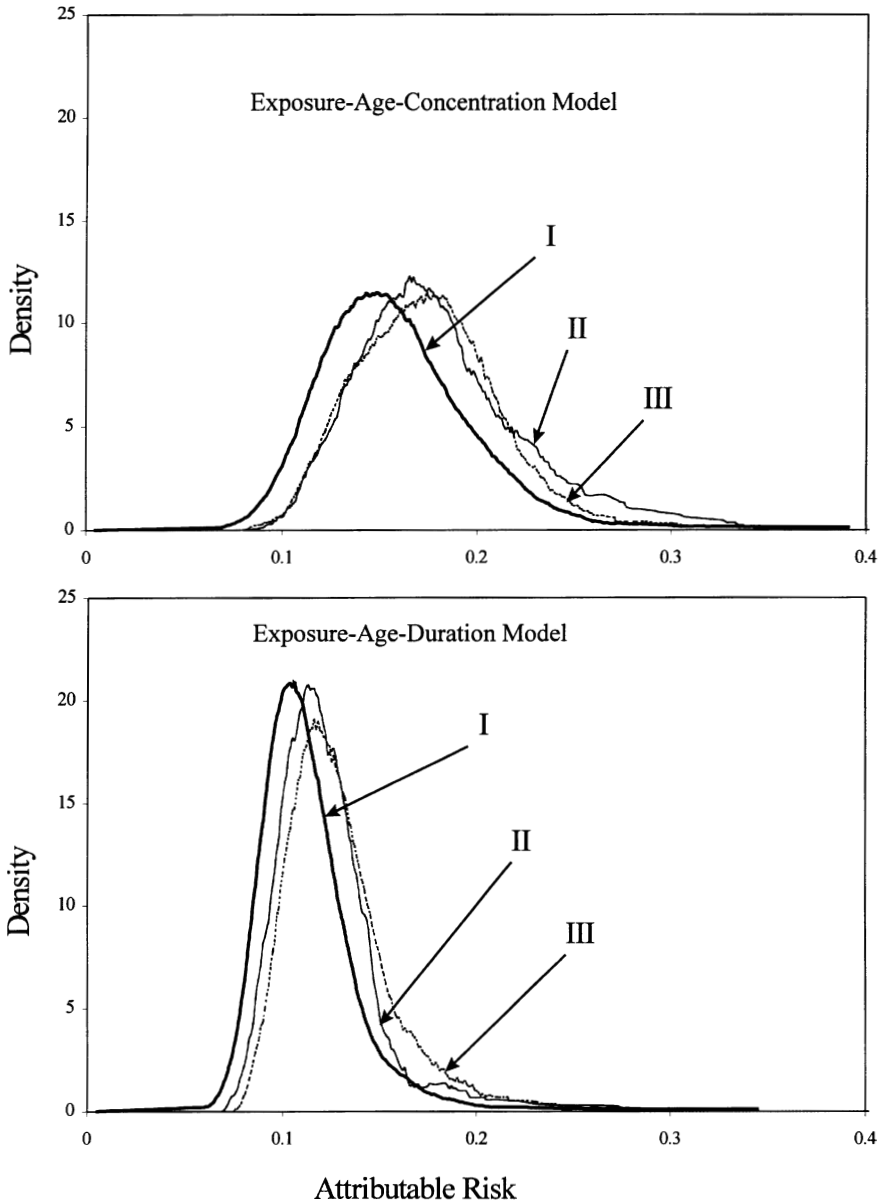 25
Exposure-Age-Concentration Model
20
15
I
Density
10
II
III
5
0
0 0.1 0.2 0.3 0.4
25
Exposure-Age-Duration Model
20
I
15
II
Density
10
III
5
0
0 0.1 0.2 0.3 0.4
Attributable Risk